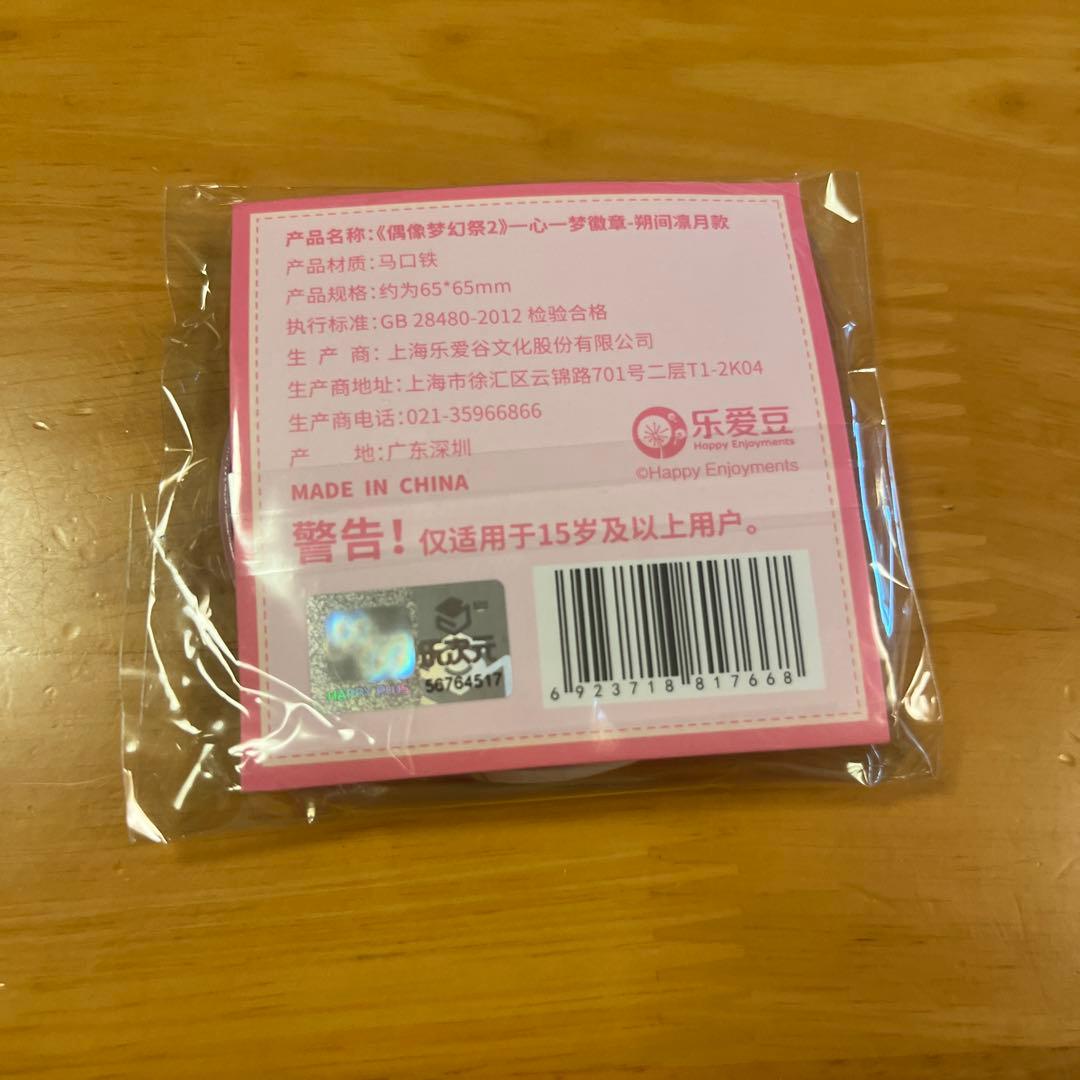 产品名称:《偶像梦幻祭2》一心一梦徽章-朔间凛月款
产品材质:马口铁
产品规格:约为65*65mm
执行标准:GB 28480-2012 检验合格
生 产 商:上海乐爱谷文化股份有限公司
生产商地址:上海市徐汇区云锦路701号二层T1-2K04
生产商电话:021-35966866
产 地:广东深圳
乐爱豆
Happy Enjoyments
©Happy Enjoyments
MADE IN CHINA
警告!仅适用于15岁及以上用户。
乐次元
HAPPY PLUS
56764517
6 923718 817668